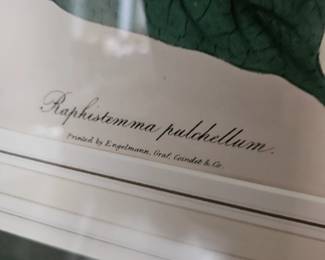 Raphistemma pulchellum.
Printed by Engelmann, Graf, Coindet & Co.